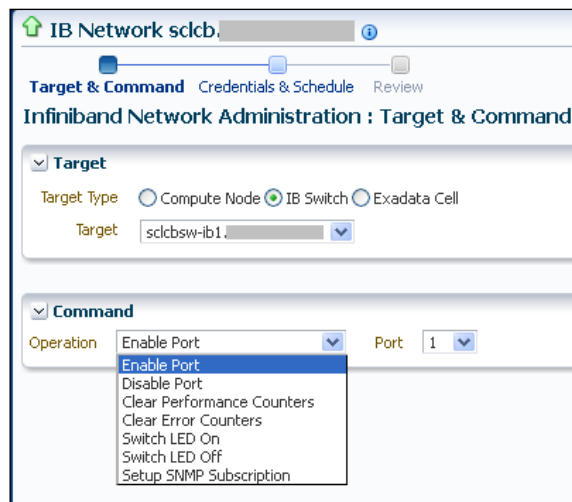 IB Network sclcb.
Target & Command Credentials & Schedule Review
Infiniband Network Administration : Target & Command
Target
Target Type Compute Node IB Switch Exadata Cell
Target sclcbsw-ib1.
Command
Operation Enable Port Port 1
Enable Port
Disable Port
Clear Performance Counters
Clear Error Counters
Switch LED On
Switch LED Off
Setup SNMP Subscription